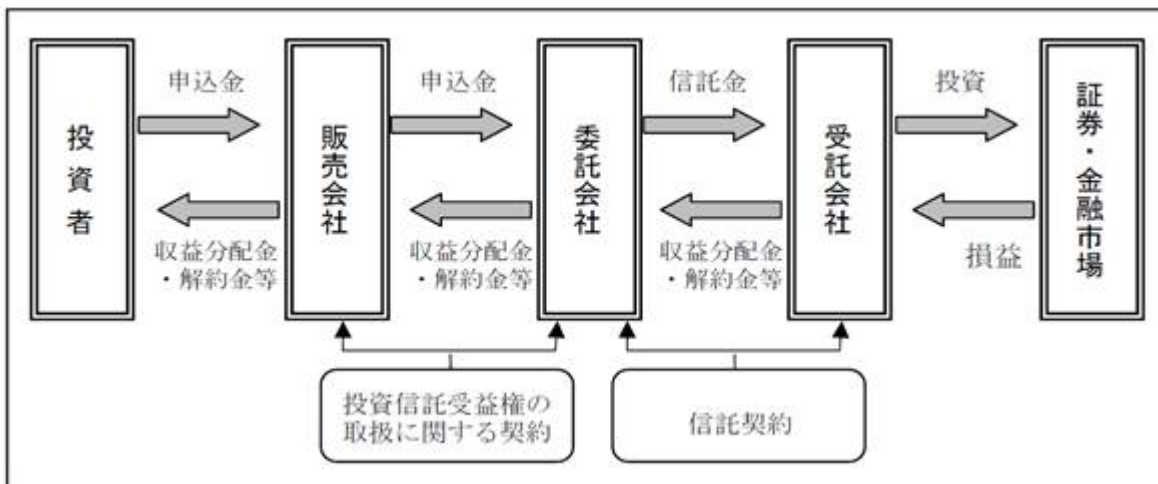 投資者
申込金
収益分配金
・解約金等
販売会社
申込金
収益分配金
・解約金等
委託会社
信託金
収益分配金
・解約金等
受託会社
投資
損益
証券・金融市場
投資信託受益権の
取扱に関する契約
信託契約